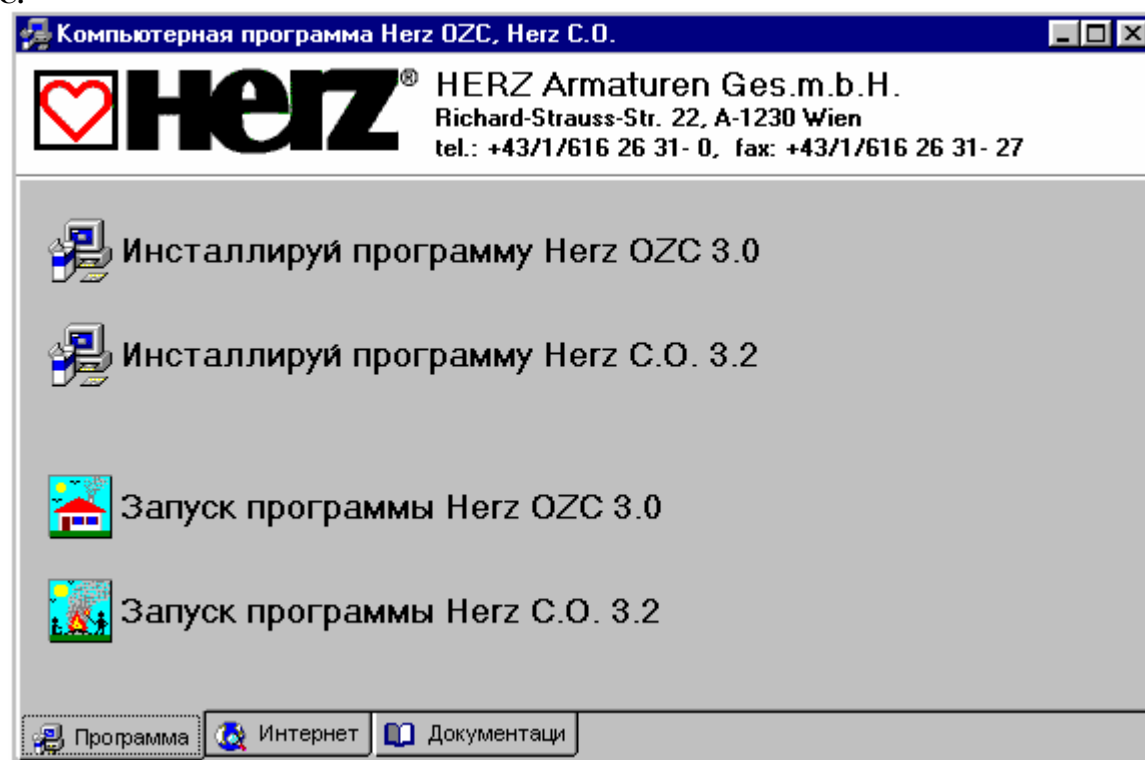 С.
Компьютерная программа Herz OZC, Herz C.O.
Herz®
HERZ Armaturen Ges.m.b.H.
Richard-Strauss-Str. 22, A-1230 Wien
tel.: +43/1/616 26 31- 0, fax: +43/1/616 26 31- 27
Инсталлируй программу Herz OZC 3.0
Инсталлируй программу Herz C.O. 3.2
Запуск программы Herz OZC 3.0
Запуск программы Herz C.O. 3.2
Программа Интернет Документаци